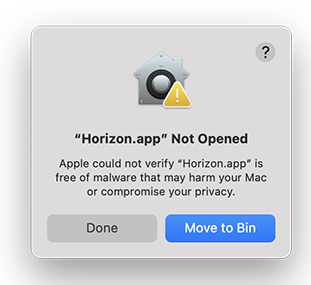 ?
“Horizon.app” Not Opened
Apple could not verify “Horizon.app” is
free of malware that may harm your Mac
or compromise your privacy.
Done
Move to Bin